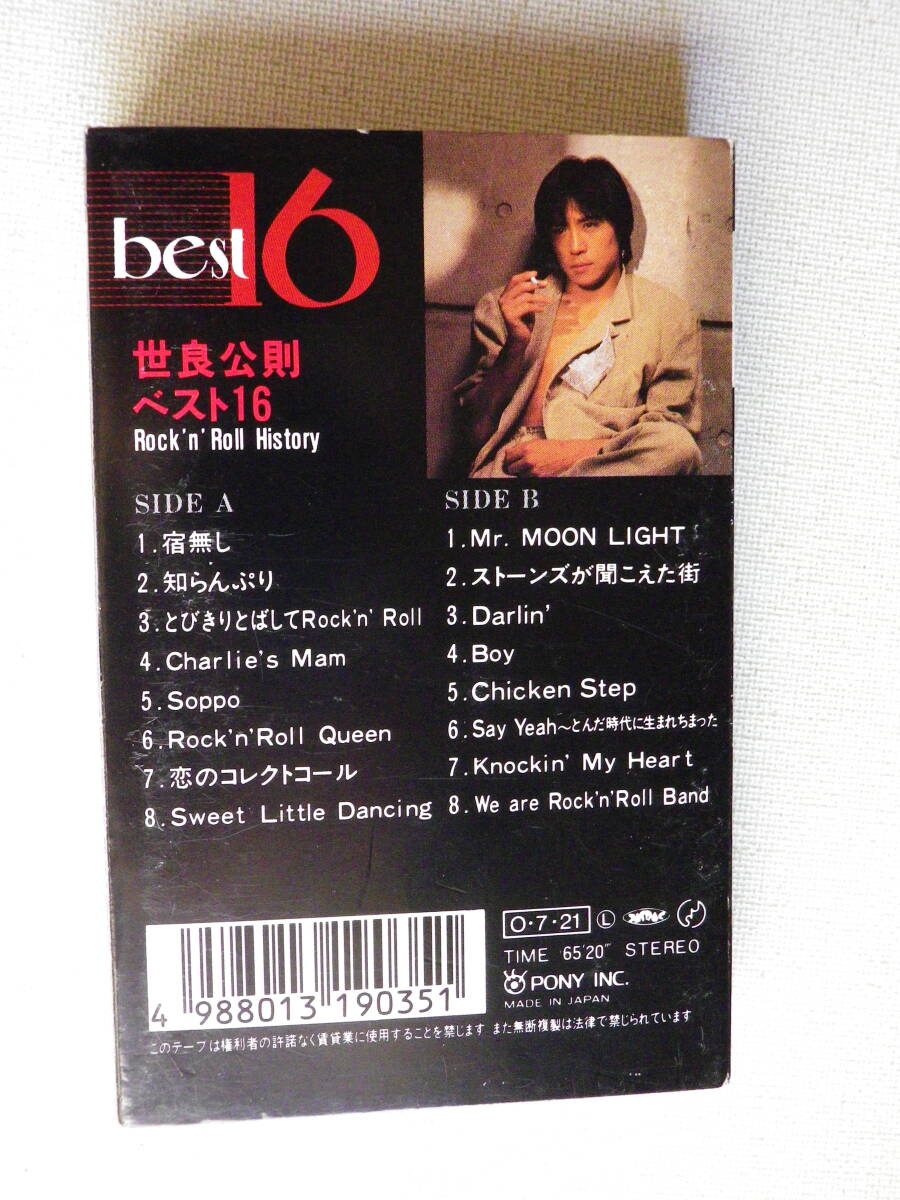 best 16
世良公則
ベスト16
Rock'n' Roll History
SIDE A
1.宿無し
2.知らんぷり
3.とびきりとばしてRock'n' Roll
4.Charlie's Mam
5.Soppo
6.Rock'n'Roll Queen
7.恋のコレクトコール
8.Sweet Little Dancing
SIDE B
1.Mr. MOON LIGHT
2.ストーンズが聞こえた街
3.Darlin'
4.Boy
5.Chicken Step
6.Say Yeah〜とんだ時代に生まれちまった
7.Knockin' My Heart
8.We are Rock'n'Roll Band
O・7・21 Ⓛ
TIME 65'20" STEREO
PONY INC.
MADE IN JAPAN
4 988013 190351
このテープは権利者の許諾なく賃貸業に使用することを禁じます また無断複製は法律で禁じられています